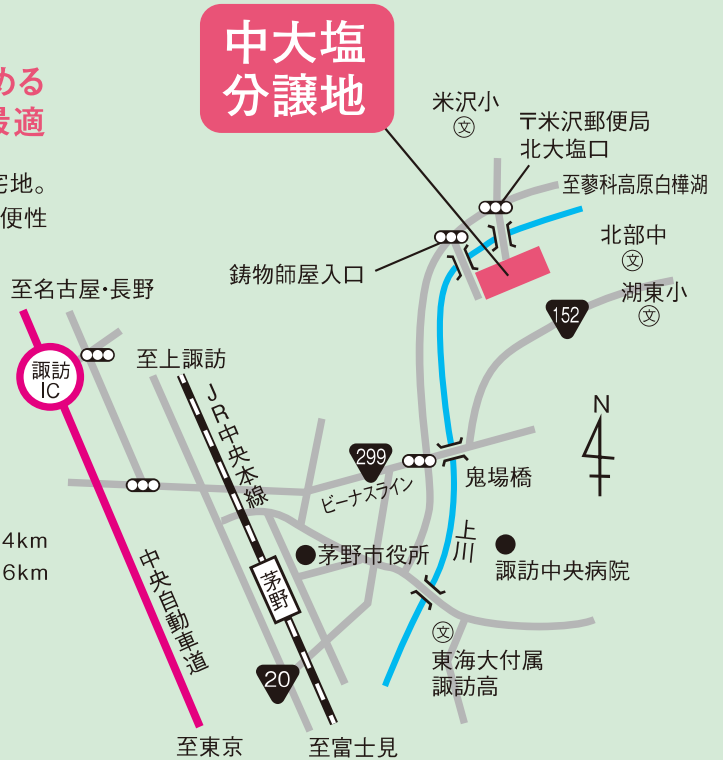 中大塩
分譲地
める
最適
宅地。
便性
米沢小
文
〒米沢郵便局
北大塩口
至蓼科高原白樺湖
鋳物師屋入口
北部中
文
湖東小
文
152
至名古屋・長野
諏訪
IC
至上諏訪
JR中央本線
299
ビーナスライン
鬼場橋
N
上川
茅野市役所
諏訪中央病院
4km
6km
中央自動車道
茅野
文
東海大付属
諏訪高
20
至東京
至富士見